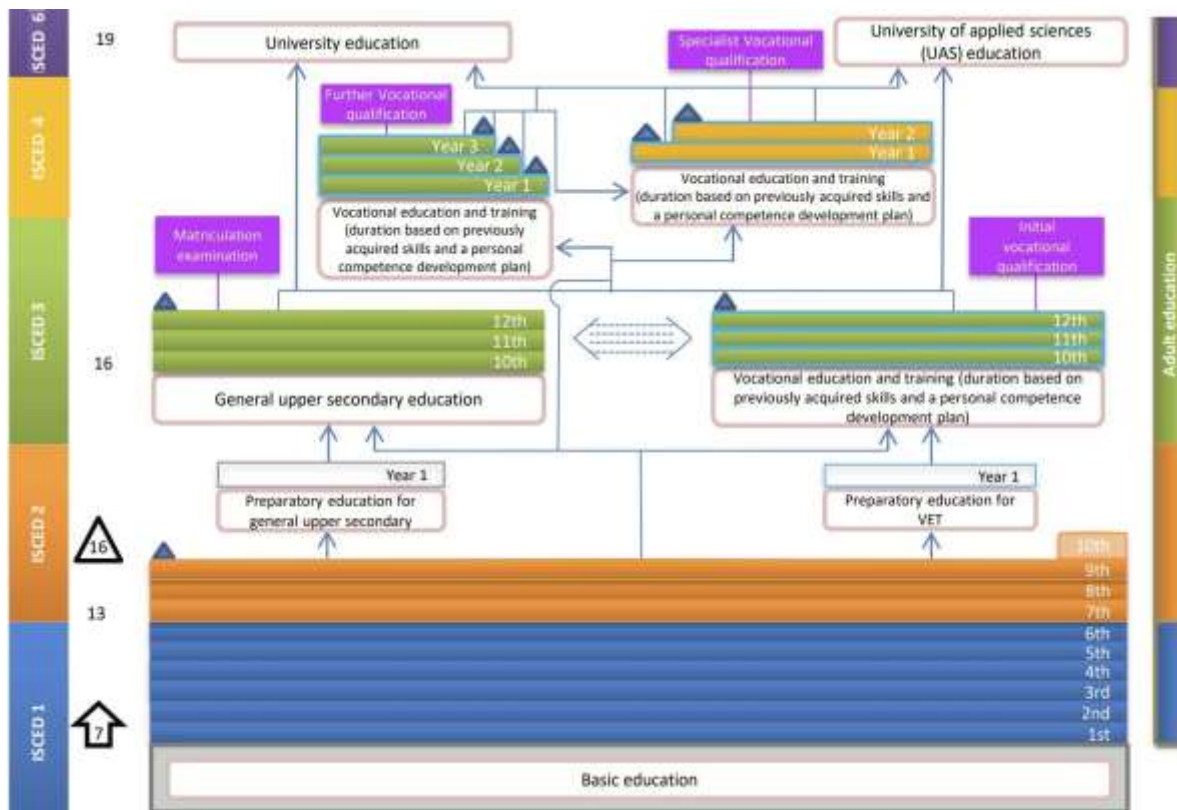 ISCED 6
19
University education
Specialist Vocational
qualification
University of applied sciences
(UAS) education
ISCED 4
Further Vocational
qualification
Year 3
Year 2
Year 1
Year 2
Year 1
Vocational education and training
(duration based on previously
acquired skills and a personal
competence development plan)
Vocational education and training
(duration based on previously acquired skills and
a personal competence development plan)
ISCED 3
Matriculation
examination
Initial
vocational
qualification
12th
11th
10th
12th
11th
10th
16
General upper secondary education
Vocational education and training (duration based on
previously acquired skills and a personal competence
development plan)
Adult education
ISCED 2
Year 1
Preparatory education for
general upper secondary
Year 1
Preparatory education for
VET
16
10th
9th
8th
7th
13
ISCED 1
6th
5th
4th
3rd
2nd
1st
7
Basic education